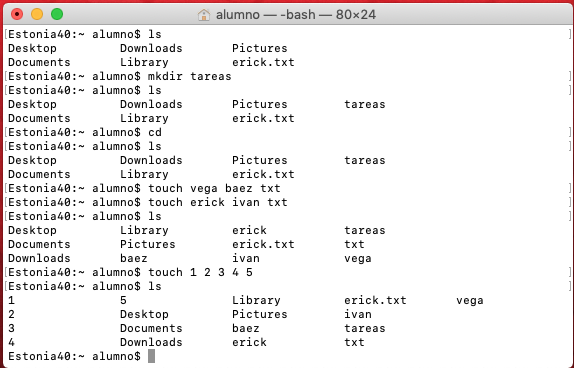 alumno — -bash — 80×24
[Estonia40:~ alumno$ ls ]
Desktop Downloads Pictures
Documents Library erick.txt
[Estonia40:~ alumno$ mkdir tareas ]
[Estonia40:~ alumno$ ls ]
Desktop Downloads Pictures tareas
Documents Library erick.txt
[Estonia40:~ alumno$ cd ]
[Estonia40:~ alumno$ ls ]
Desktop Downloads Pictures tareas
Documents Library erick.txt
[Estonia40:~ alumno$ touch vega baez txt ]
[Estonia40:~ alumno$ touch erick ivan txt ]
[Estonia40:~ alumno$ ls ]
Desktop Library erick tareas
Documents Pictures erick.txt txt
Downloads baez ivan vega
[Estonia40:~ alumno$ touch 1 2 3 4 5 ]
[Estonia40:~ alumno$ ls ]
1 5 Library erick.txt vega
2 Desktop Pictures ivan
3 Documents baez tareas
4 Downloads erick txt
Estonia40:~ alumno$